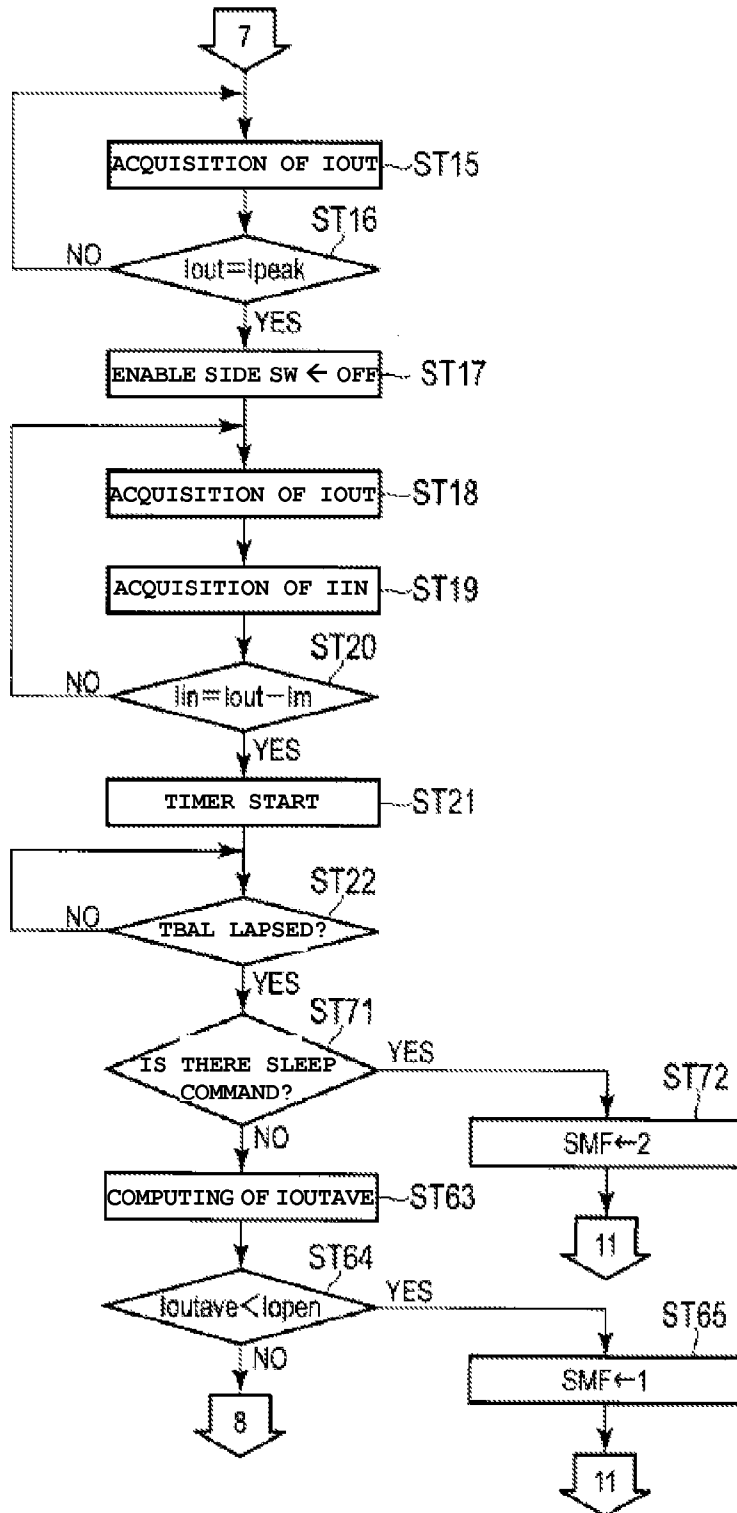 7
ACQUISITION OF IOUT
ST15
ST16
Iout=Ipeak
NO
YES
ENABLE SIDE SW ← OFF
ST17
ACQUISITION OF IOUT
ST18
ACQUISITION OF IIN
ST19
ST20
Iin=Iout-Im
NO
YES
TIMER START
ST21
ST22
TBAL LAPSED?
NO
YES
ST71
IS THERE SLEEP
COMMAND?
YES
NO
ST72
SMF←2
11
COMPUTING OF IOUTAVE
ST63
ST64
Ioutave<Iopen
YES
NO
ST65
SMF←1
8
11